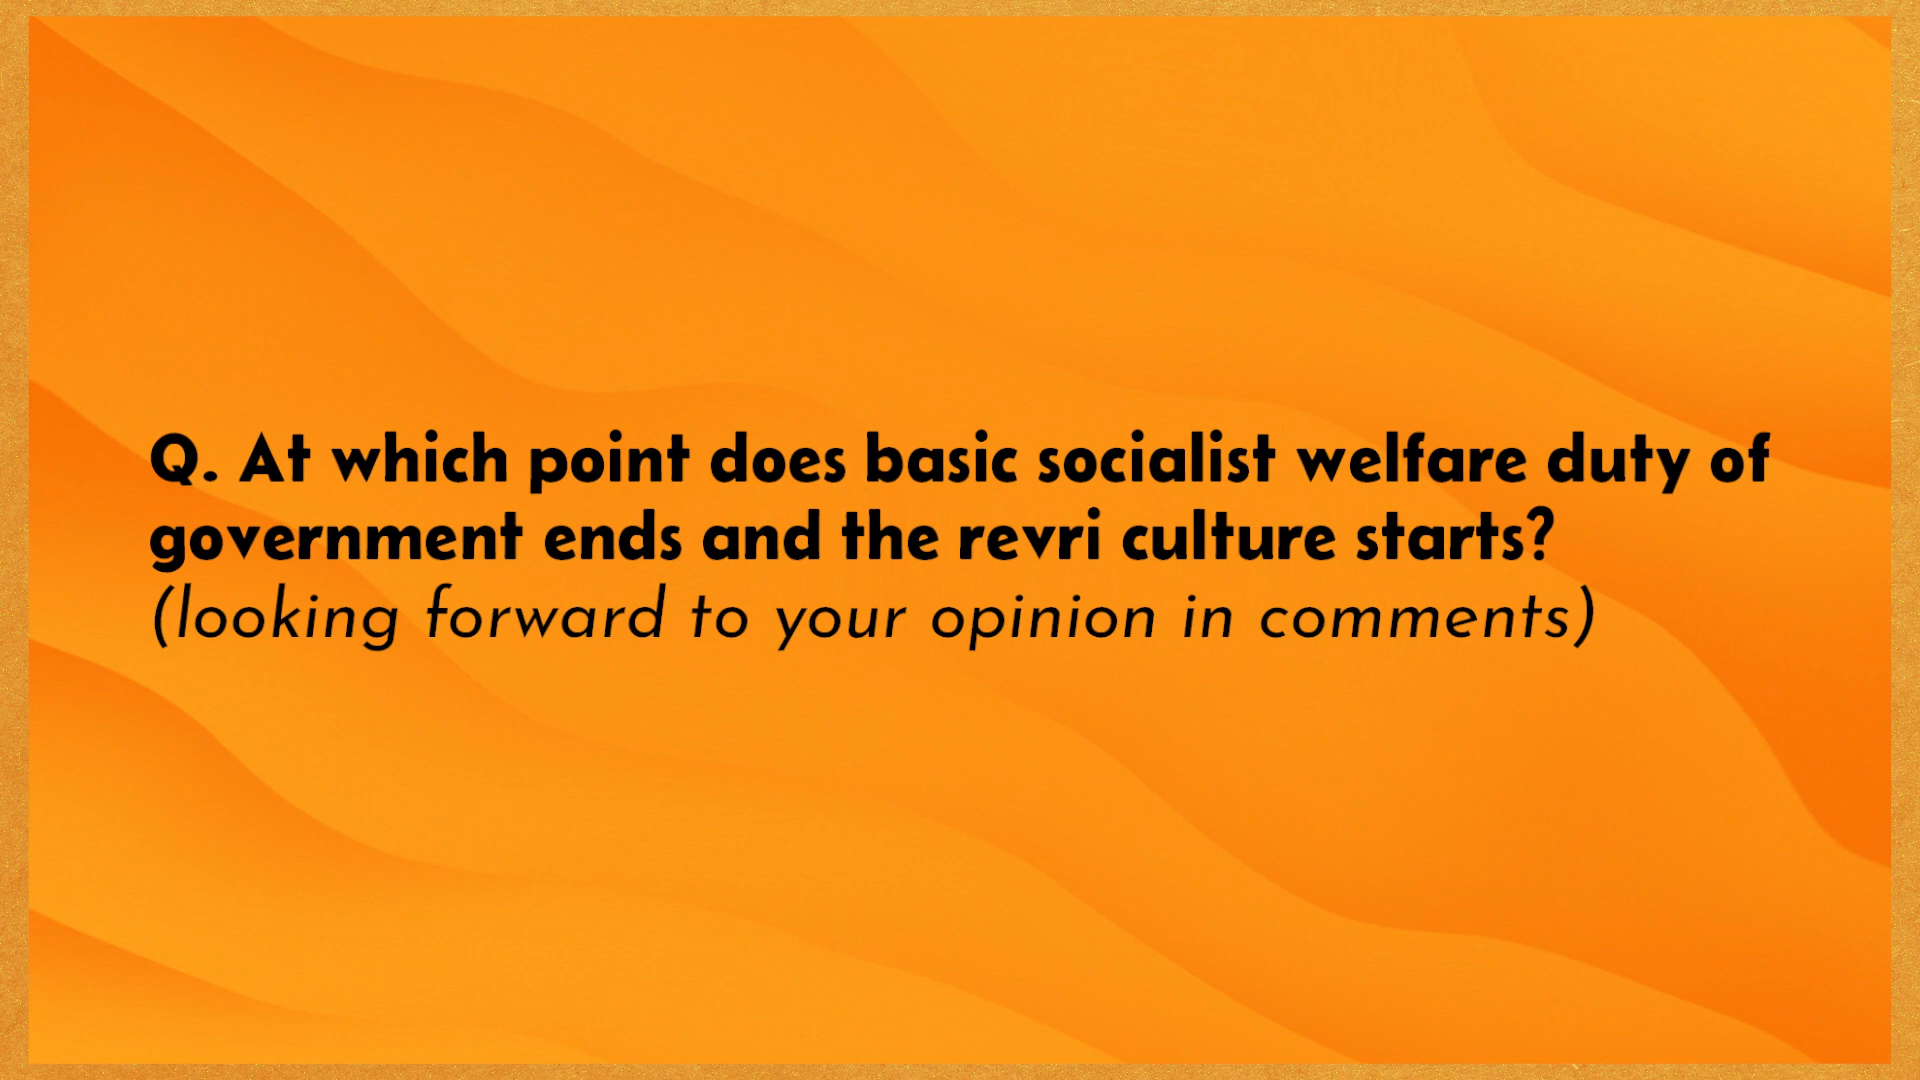 Q. At which point does basic socialist welfare duty of
government ends and the revri culture starts?
(looking forward to your opinion in comments)